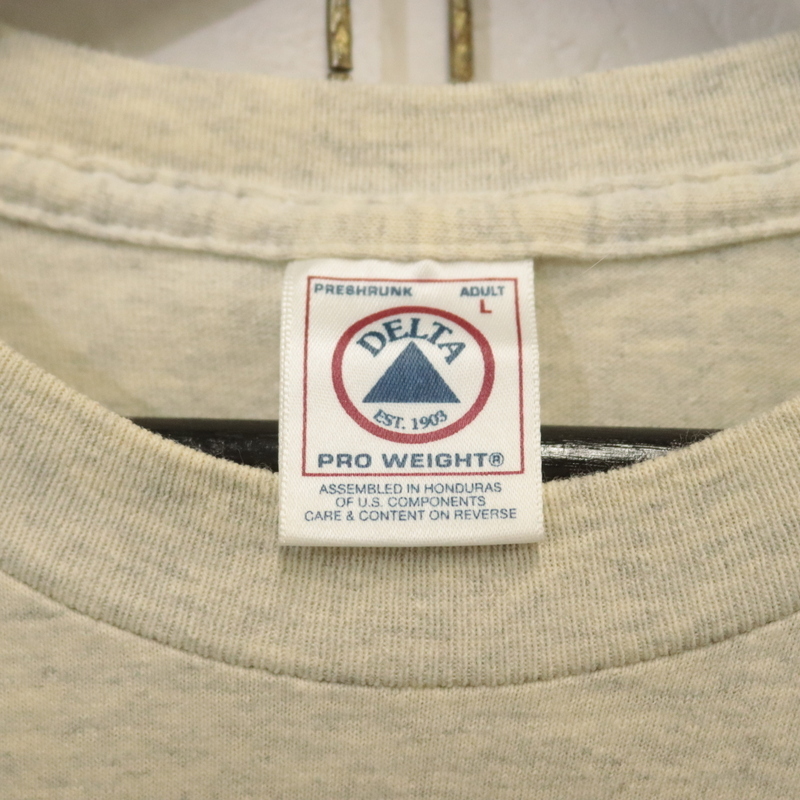 PRESHRUNK ADULT
L
DELTA
EST. 1903
PRO WEIGHT®
ASSEMBLED IN HONDURAS
OF U.S. COMPONENTS
CARE & CONTENT ON REVERSE